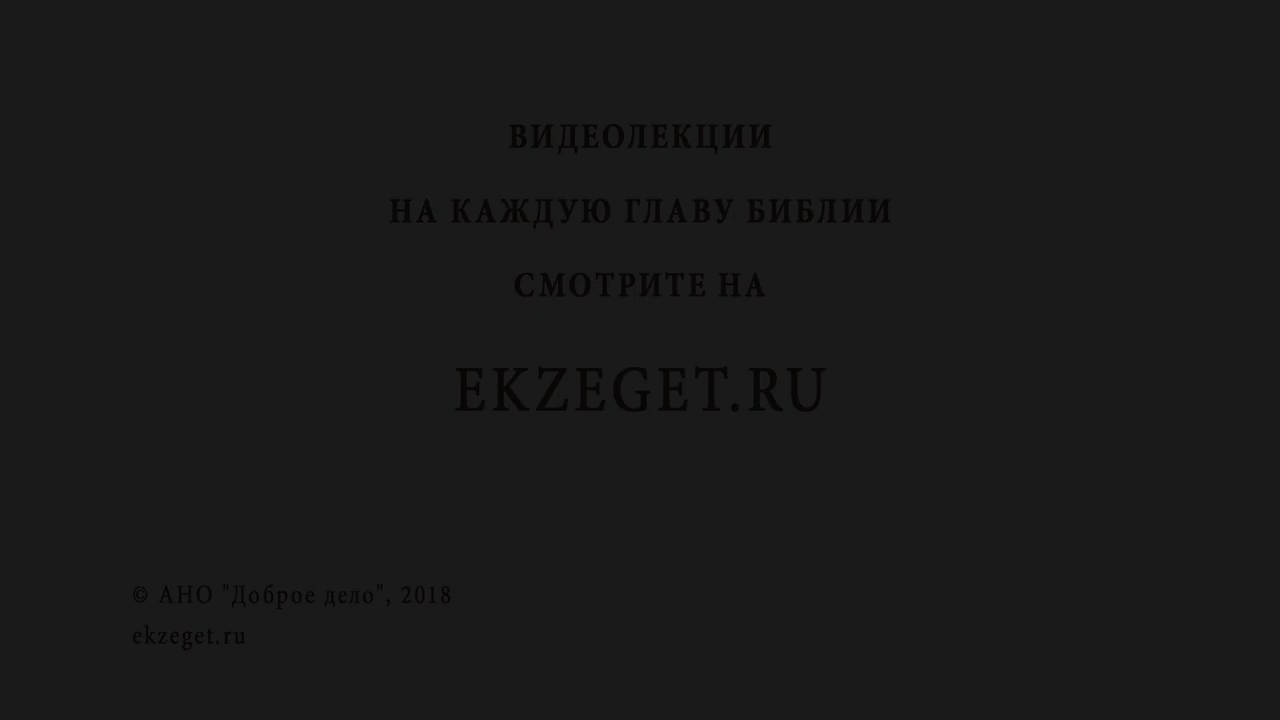 ВИДЕОЛЕКЦИИ
НА КАЖДУЮ ГЛАВУ БИБЛИИ
СМОТРИТЕ НА
EKZEGET.RU
© АНО "Доброе дело", 2018
ekzeget.ru